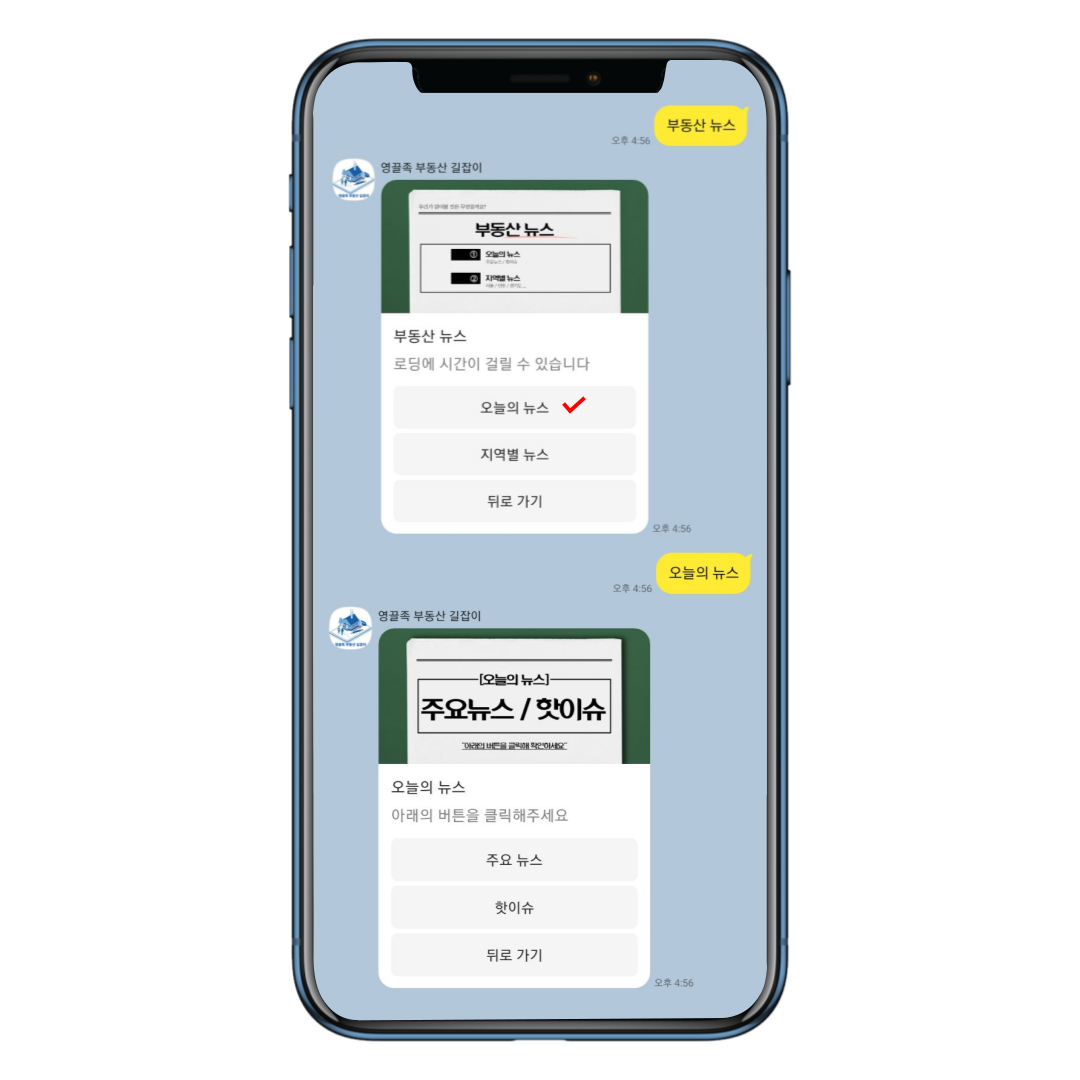 부동산 뉴스
오후 4:56
영끌족 부동산 길잡이
부동산 뉴스
① 오늘의 뉴스
주요뉴스 / 핫이슈
② 지역별 뉴스
부동산 뉴스
로딩에 시간이 걸릴 수 있습니다
오늘의 뉴스
지역별 뉴스
뒤로 가기
오후 4:56
오늘의 뉴스
오후 4:56
영끌족 부동산 길잡이
[오늘의 뉴스]
주요뉴스 / 핫이슈
"아래의 버튼을 클릭해 확인하세요"
오늘의 뉴스
아래의 버튼을 클릭해주세요
주요 뉴스
핫이슈
뒤로 가기
오후 4:56